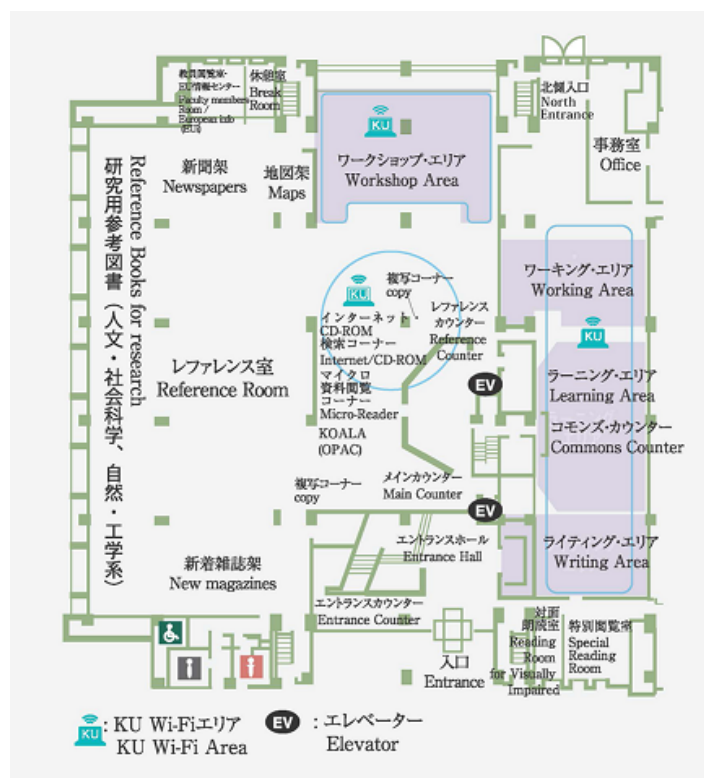 教員閲覧室・
EU情報センター
Faculty members
Room /
European info
(EUi)
休憩室
Break
Room
北側入口
North
Entrance
事務室
Office
KU
ワークショップ・エリア
Workshop Area
新聞架
Newspapers
地図架
Maps
Reference Books for research
研究用参考図書(人文・社会科学、自然・工学系)
ワーキング・エリア
Working Area
KU
複写コーナー
copy
KU
インターネット・
CD-ROM
検索コーナー
Internet/CD-ROM
マイクロ
資料閲覧
コーナー
Micro-Reader
KOALA
(OPAC)
レファレンス
カウンター
Reference
Counter
レファレンス室
Reference Room
EV
ラーニング・エリア
Learning Area
コモンズ・カウンター
Commons Counter
複写コーナー
copy
メインカウンター
Main Counter
EV
エントランスホール
Entrance Hall
ライティング・エリア
Writing Area
新着雑誌架
New magazines
エントランスカウンター
Entrance Counter
入口
Entrance
対面
朗読室
Reading
Room
for Visually
Impaired
特別閲覧室
Special
Reading
Room
KU : KU Wi-Fiエリア
KU Wi-Fi Area
EV : エレベーター
Elevator